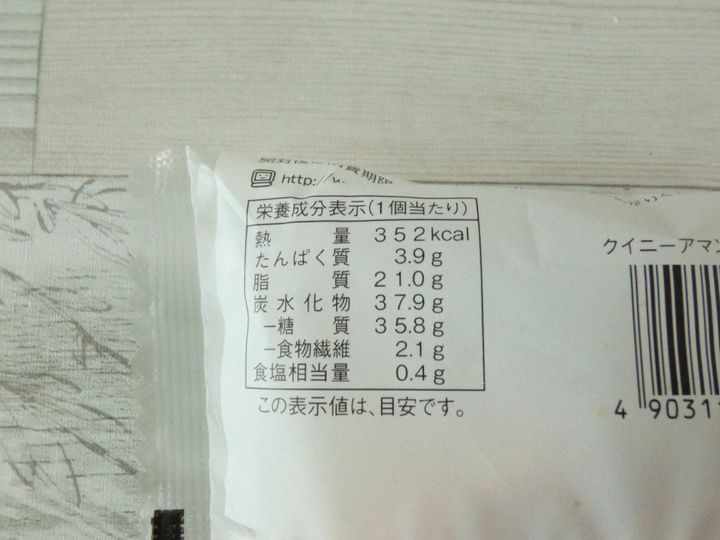 http://w
栄養成分表示(1個当たり)
熱量 352kcal
たんぱく質 3.9g
脂質 21.0g
炭水化物 37.9g
−糖質 35.8g
−食物繊維 2.1g
食塩相当量 0.4g
この表示値は、目安です。
クイニーアマン
4 90311